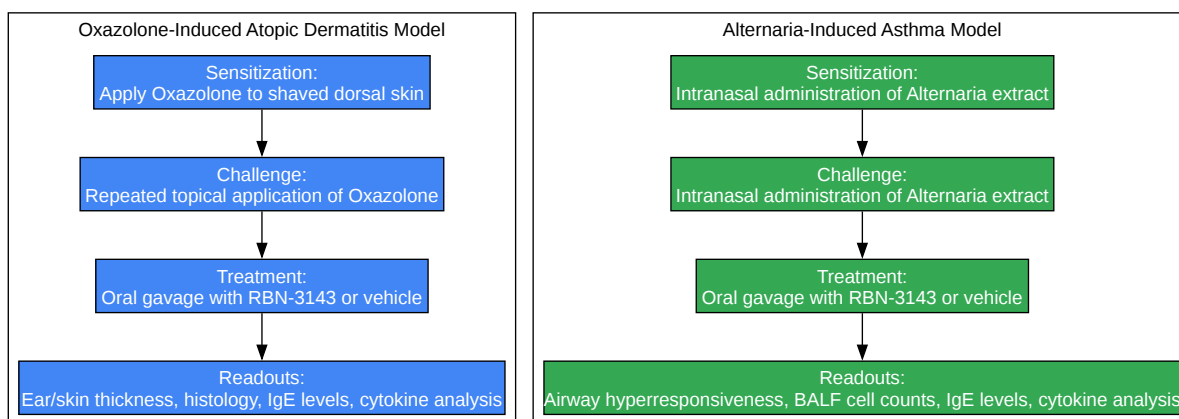 Oxazolone-Induced Atopic Dermatitis Model
Sensitization:
Apply Oxazolone to shaved dorsal skin
Challenge:
Repeated topical application of Oxazolone
Treatment:
Oral gavage with RBN-3143 or vehicle
Readouts:
Ear/skin thickness, histology, IgE levels, cytokine analysis
Alternaria-Induced Asthma Model
Sensitization:
Intranasal administration of Alternaria extract
Challenge:
Intranasal administration of Alternaria extract
Treatment:
Oral gavage with RBN-3143 or vehicle
Readouts:
Airway hyperresponsiveness, BALF cell counts, IgE levels, cytokine analysis